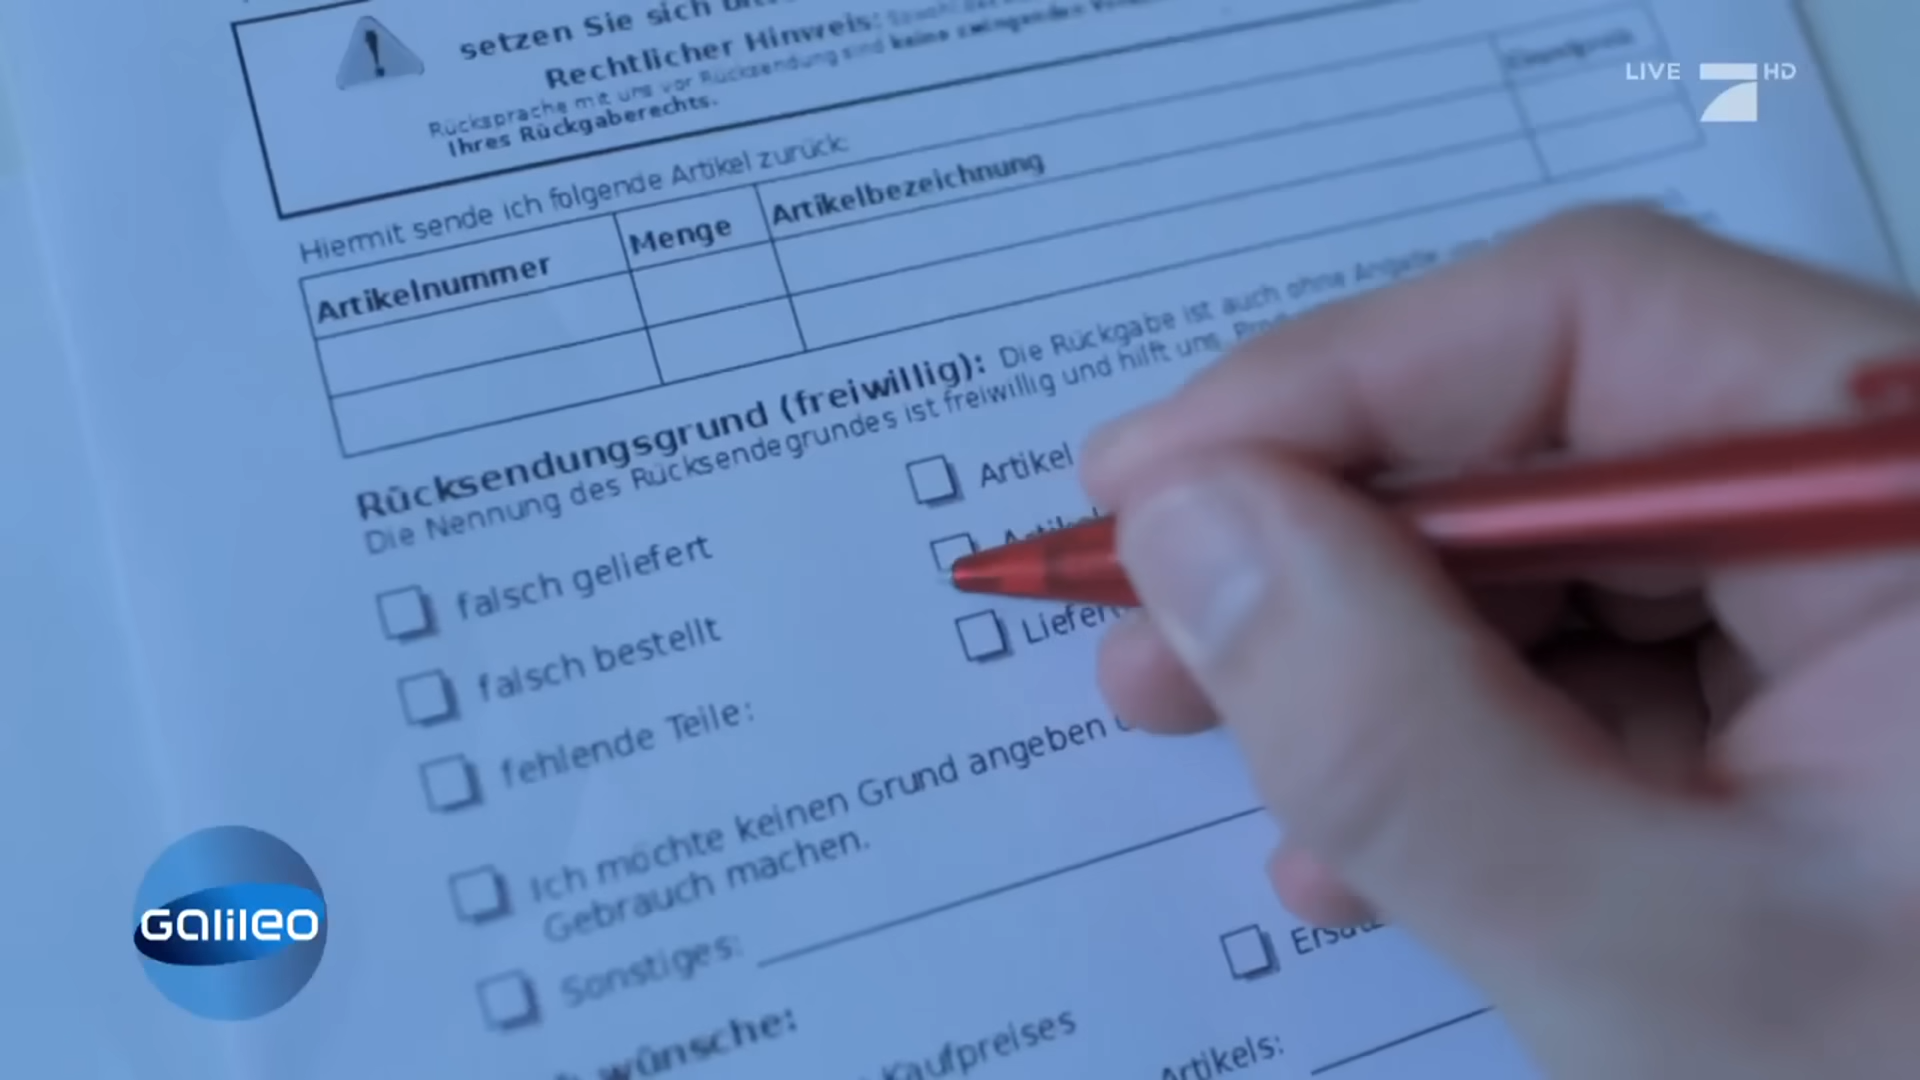 setzen Sie sich
Rechtlicher Hinweis:
LIVE HD
Rücksprache mit uns vor Rücksendung sind keine zwingenden
Ihres Rückgaberechts.
Hiermit sende ich folgende Artikel zurück:
Artikelnummer Menge Artikelbezeichnung
Rücksendungsgrund (freiwillig): Die Rückgabe ist auch ohne Angabe
Die Nennung des Rücksendegrundes ist freiwillig und hilft uns,
falsch geliefert
Artikel
falsch bestellt
Artikel
fehlende Teile:
Ich möchte keinen Grund angeben
Gebrauch machen.
Sonstiges:
wünsche:
Kaufpreises
Artikels:
Galileo